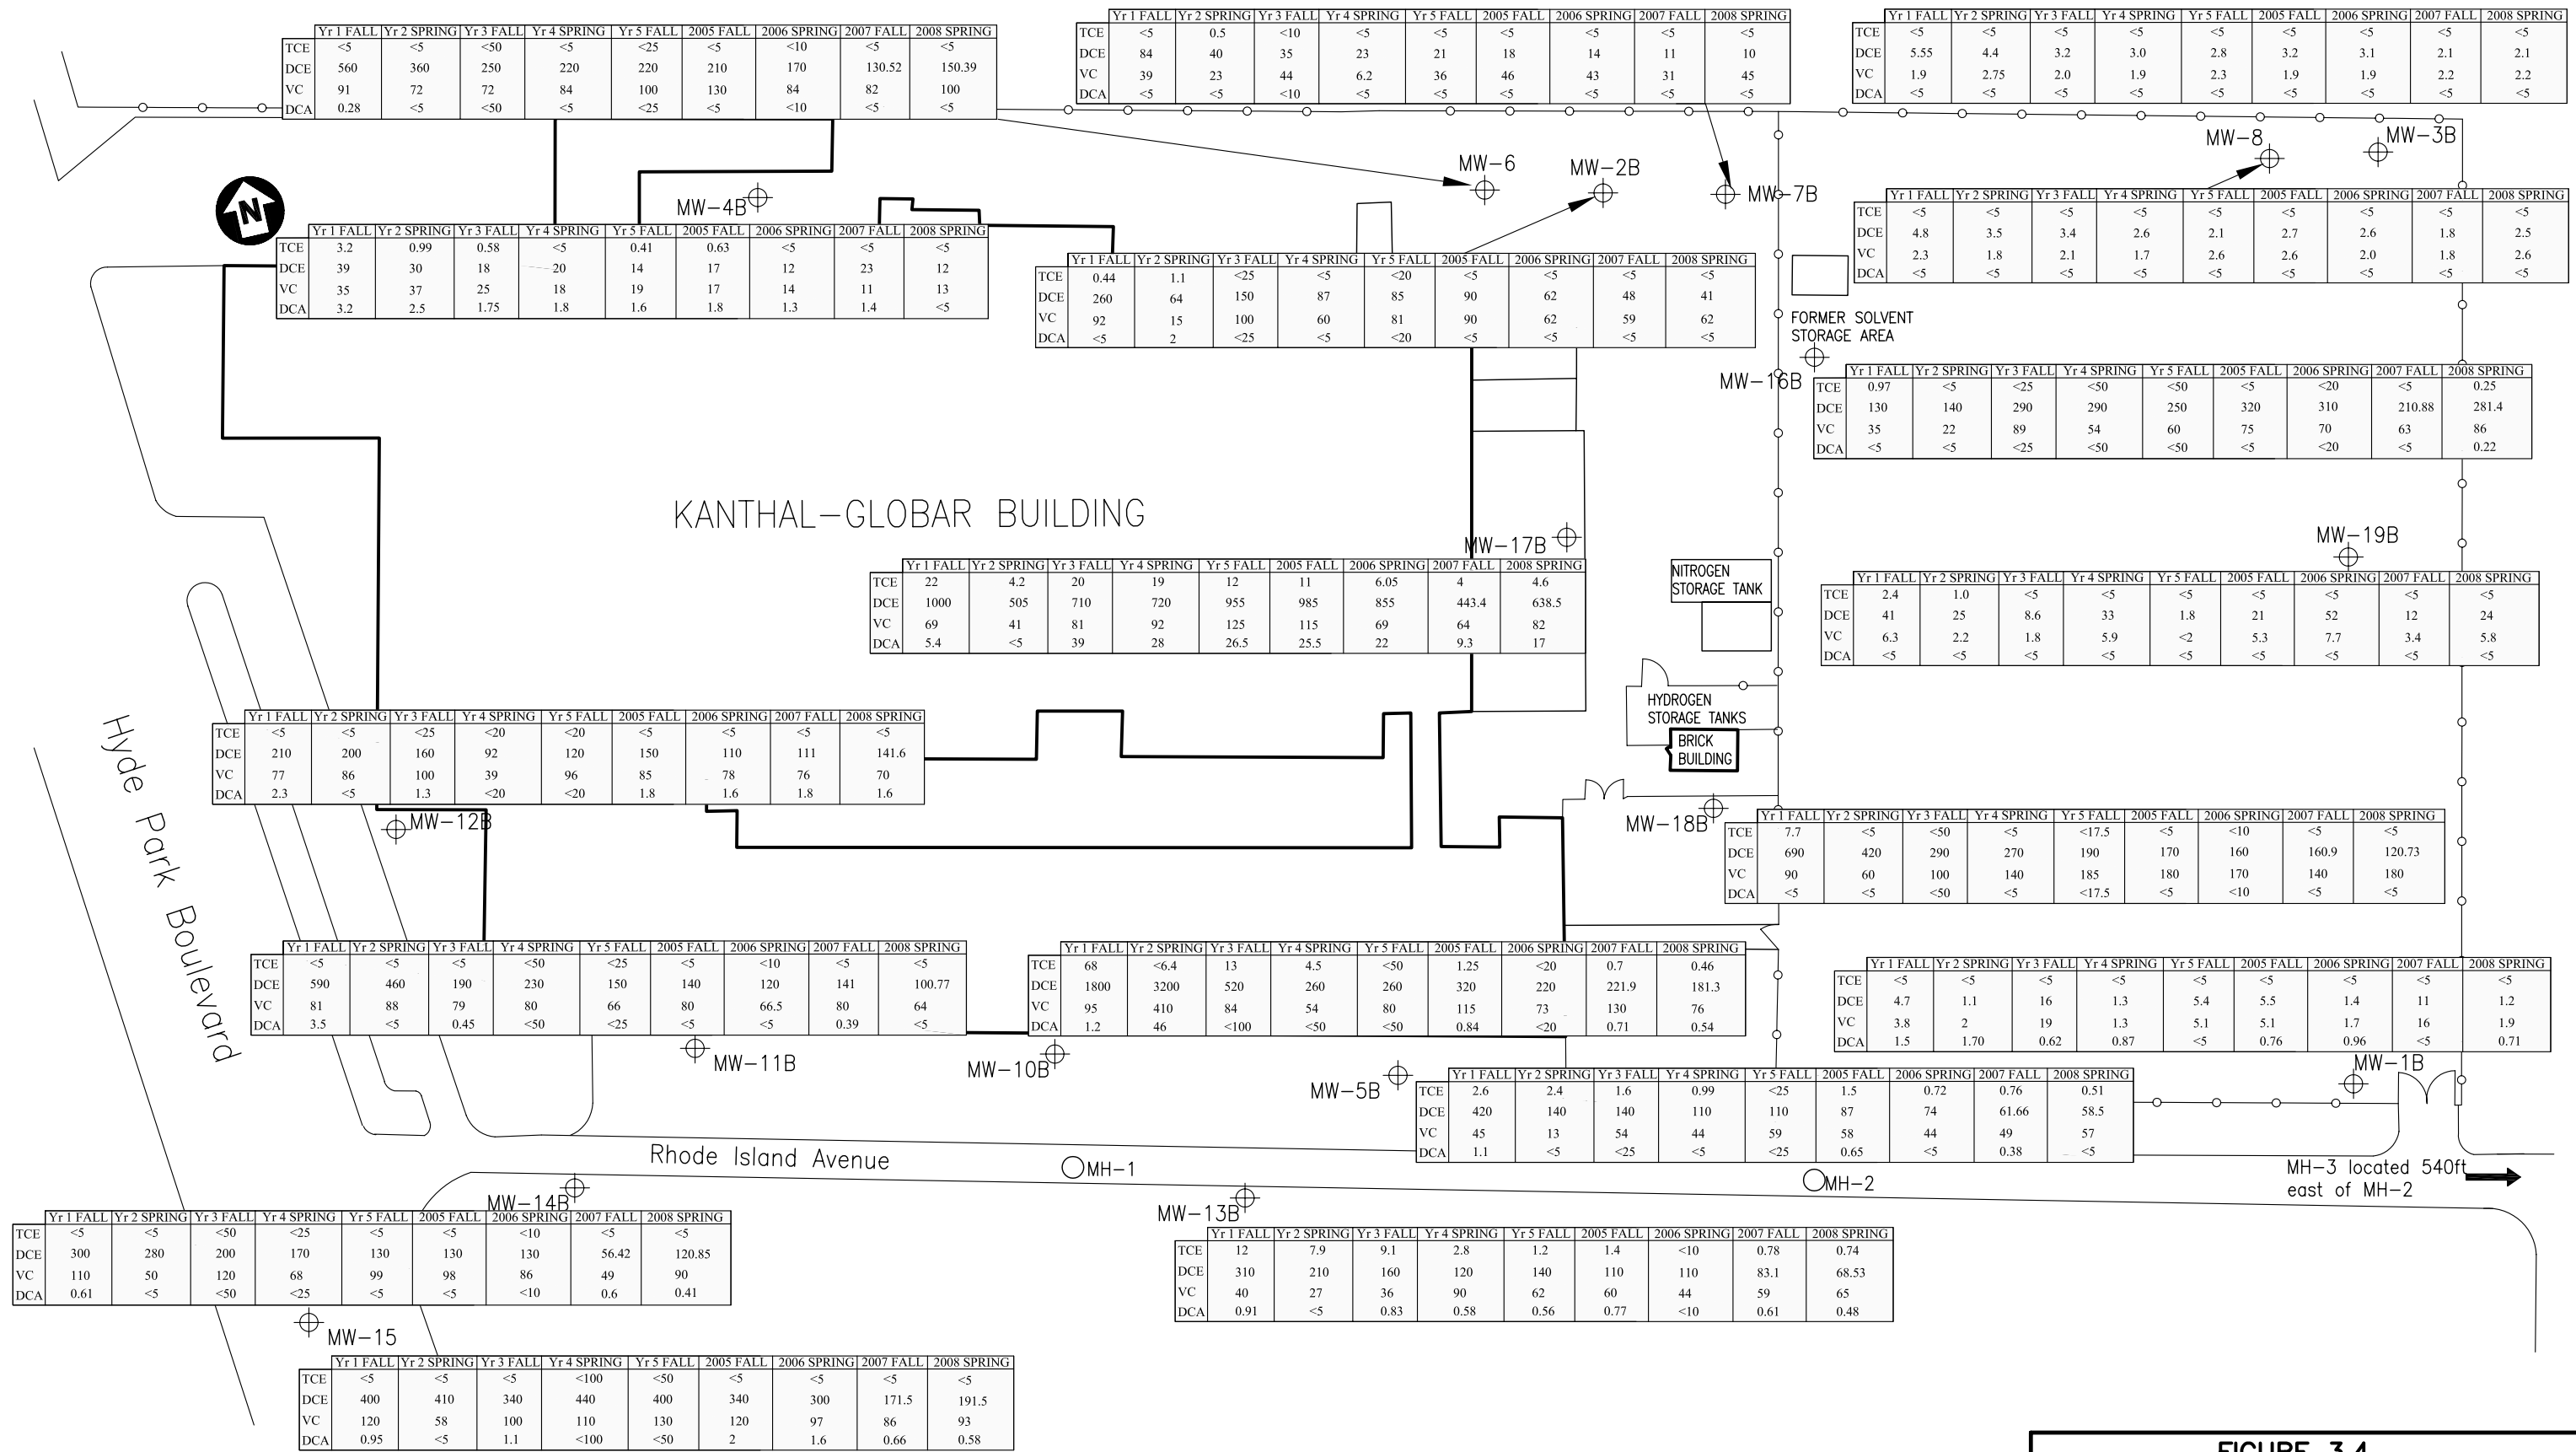 Yr 1 FALL Yr 2 SPRING Yr 3 FALL Yr 4 SPRING Yr 5 FALL 2005 FALL 2006 SPRING 2007 FALL 2008 SPRING
TCE <5 <5 <50 <5 <25 <5 <10 <5 <5
DCE 560 360 250 220 220 210 170 130.52 150.39
VC 91 72 72 84 100 130 84 82 100
DCA 0.28 <5 <50 <5 <25 <5 <10 <5 <5
Yr 1 FALL Yr 2 SPRING Yr 3 FALL Yr 4 SPRING Yr 5 FALL 2005 FALL 2006 SPRING 2007 FALL 2008 SPRING
TCE <5 0.5 <10 <5 <5 <5 <5 <5 <5
DCE 84 40 35 23 21 18 14 11 10
VC 39 23 44 6.2 36 46 43 31 45
DCA <5 <5 <10 <5 <5 <5 <5 <5 <5
Yr 1 FALL Yr 2 SPRING Yr 3 FALL Yr 4 SPRING Yr 5 FALL 2005 FALL 2006 SPRING 2007 FALL 2008 SPRING
TCE <5 <5 <5 <5 <5 <5 <5 <5 <5
DCE 5.55 4.4 3.2 3.0 2.8 3.2 3.1 2.1 2.1
VC 1.9 2.75 2.0 1.9 2.3 1.9 1.9 2.2 2.2
DCA <5 <5 <5 <5 <5 <5 <5 <5 <5
MW-8
MW-3B
MW-6
MW-2B
MW-7B
MW-4B
N
Yr 1 FALL Yr 2 SPRING Yr 3 FALL Yr 4 SPRING Yr 5 FALL 2005 FALL 2006 SPRING 2007 FALL 2008 SPRING
TCE <5 <5 <5 <5 <5 <5 <5 <5 <5
DCE 4.8 3.5 3.4 2.6 2.1 2.7 2.6 1.8 2.5
VC 2.3 1.8 2.1 1.7 2.6 2.6 2.0 1.8 2.6
DCA <5 <5 <5 <5 <5 <5 <5 <5 <5
Yr 1 FALL Yr 2 SPRING Yr 3 FALL Yr 4 SPRING Yr 5 FALL 2005 FALL 2006 SPRING 2007 FALL 2008 SPRING
TCE 3.2 0.99 0.58 <5 0.41 0.63 <5 <5 <5
DCE 39 30 18 20 14 17 12 23 12
VC 35 37 25 18 19 17 14 11 13
DCA 3.2 2.5 1.75 1.8 1.6 1.8 1.3 1.4 <5
Yr 1 FALL Yr 2 SPRING Yr 3 FALL Yr 4 SPRING Yr 5 FALL 2005 FALL 2006 SPRING 2007 FALL 2008 SPRING
TCE 0.44 1.1 <25 <5 <20 <5 <5 <5 <5
DCE 260 64 150 87 85 90 62 48 41
VC 92 15 100 60 81 90 62 59 62
DCA <5 2 <25 <5 <20 <5 <5 <5 <5
FORMER SOLVENT
STORAGE AREA
MW-16B
Yr 1 FALL Yr 2 SPRING Yr 3 FALL Yr 4 SPRING Yr 5 FALL 2005 FALL 2006 SPRING 2007 FALL 2008 SPRING
TCE 0.97 <5 <25 <50 <50 <5 <20 <5 0.25
DCE 130 140 290 290 250 320 310 210.88 281.4
VC 35 22 89 54 60 75 70 63 86
DCA <5 <5 <25 <50 <50 <5 <20 <5 0.22
KANTHAL-GLOBAR BUILDING
MW-17B
MW-19B
Yr 1 FALL Yr 2 SPRING Yr 3 FALL Yr 4 SPRING Yr 5 FALL 2005 FALL 2006 SPRING 2007 FALL 2008 SPRING
TCE 22 4.2 20 19 12 11 6.05 4 4.6
DCE 1000 505 710 720 955 985 855 443.4 638.5
VC 69 41 81 92 125 115 69 64 82
DCA 5.4 <5 39 28 26.5 25.5 22 9.3 17
NITROGEN
STORAGE TANK
Yr 1 FALL Yr 2 SPRING Yr 3 FALL Yr 4 SPRING Yr 5 FALL 2005 FALL 2006 SPRING 2007 FALL 2008 SPRING
TCE 2.4 1.0 <5 <5 <5 <5 <5 <5 <5
DCE 41 25 8.6 33 1.8 21 52 12 24
VC 6.3 2.2 1.8 5.9 <2 5.3 7.7 3.4 5.8
DCA <5 <5 <5 <5 <5 <5 <5 <5 <5
HYDROGEN
STORAGE TANKS
BRICK
BUILDING
Hyde Park Boulevard
Yr 1 FALL Yr 2 SPRING Yr 3 FALL Yr 4 SPRING Yr 5 FALL 2005 FALL 2006 SPRING 2007 FALL 2008 SPRING
TCE <5 <5 <25 <20 <20 <5 <5 <5 <5
DCE 210 200 160 92 120 150 110 111 141.6
VC 77 86 100 39 96 85 78 76 70
DCA 2.3 <5 1.3 <20 <20 1.8 1.6 1.8 1.6
MW-12B
MW-18B
Yr 1 FALL Yr 2 SPRING Yr 3 FALL Yr 4 SPRING Yr 5 FALL 2005 FALL 2006 SPRING 2007 FALL 2008 SPRING
TCE 7.7 <5 <50 <5 <17.5 <5 <10 <5 <5
DCE 690 420 290 270 190 170 160 160.9 120.73
VC 90 60 100 140 185 180 170 140 180
DCA <5 <5 <50 <5 <17.5 <5 <10 <5 <5
Yr 1 FALL Yr 2 SPRING Yr 3 FALL Yr 4 SPRING Yr 5 FALL 2005 FALL 2006 SPRING 2007 FALL 2008 SPRING
TCE <5 <5 <5 <50 <25 <5 <10 <5 <5
DCE 590 460 190 230 150 140 120 141 100.77
VC 81 88 79 80 66 80 66.5 80 64
DCA 3.5 <5 0.45 <50 <25 <5 <5 0.39 <5
Yr 1 FALL Yr 2 SPRING Yr 3 FALL Yr 4 SPRING Yr 5 FALL 2005 FALL 2006 SPRING 2007 FALL 2008 SPRING
TCE 68 <6.4 13 4.5 <50 1.25 <20 0.7 0.46
DCE 1800 3200 520 260 260 320 220 221.9 181.3
VC 95 410 84 54 80 115 73 130 76
DCA 1.2 46 <100 <50 <50 0.84 <20 0.71 0.54
Yr 1 FALL Yr 2 SPRING Yr 3 FALL Yr 4 SPRING Yr 5 FALL 2005 FALL 2006 SPRING 2007 FALL 2008 SPRING
TCE <5 <5 <5 <5 <5 <5 <5 <5 <5
DCE 4.7 1.1 16 1.3 5.4 5.5 1.4 11 1.2
VC 3.8 2 19 1.3 5.1 5.1 1.7 16 1.9
DCA 1.5 1.70 0.62 0.87 <5 0.76 0.96 <5 0.71
MW-11B
MW-10B
MW-5B
MW-1B
Yr 1 FALL Yr 2 SPRING Yr 3 FALL Yr 4 SPRING Yr 5 FALL 2005 FALL 2006 SPRING 2007 FALL 2008 SPRING
TCE 2.6 2.4 1.6 0.99 <25 1.5 0.72 0.76 0.51
DCE 420 140 140 110 110 87 74 61.66 58.5
VC 45 13 54 44 59 58 44 49 57
DCA 1.1 <5 <25 <5 <25 0.65 <5 0.38 <5
Rhode Island Avenue
MH-1
MH-2
MH-3 located 540ft
east of MH-2
MW-14B
MW-13B
Yr 1 FALL Yr 2 SPRING Yr 3 FALL Yr 4 SPRING Yr 5 FALL 2005 FALL 2006 SPRING 2007 FALL 2008 SPRING
TCE <5 <5 <50 <25 <5 <5 <10 <5 <5
DCE 300 280 200 170 130 130 130 56.42 120.85
VC 110 50 120 68 99 98 86 49 90
DCA 0.61 <5 <50 <25 <5 <5 <10 0.6 0.41
Yr 1 FALL Yr 2 SPRING Yr 3 FALL Yr 4 SPRING Yr 5 FALL 2005 FALL 2006 SPRING 2007 FALL 2008 SPRING
TCE 12 7.9 9.1 2.8 1.2 1.4 <10 0.78 0.74
DCE 310 210 160 120 140 110 110 83.1 68.53
VC 40 27 36 90 62 60 44 59 65
DCA 0.91 <5 0.83 0.58 0.56 0.77 <10 0.61 0.48
MW-15
Yr 1 FALL Yr 2 SPRING Yr 3 FALL Yr 4 SPRING Yr 5 FALL 2005 FALL 2006 SPRING 2007 FALL 2008 SPRING
TCE <5 <5 <5 <100 <50 <5 <5 <5 <5
DCE 400 410 340 440 400 340 300 171.5 191.5
VC 120 58 100 110 130 120 97 86 93
DCA 0.95 <5 1.1 <100 <50 2 1.6 0.66 0.58
FIGURE 3.4